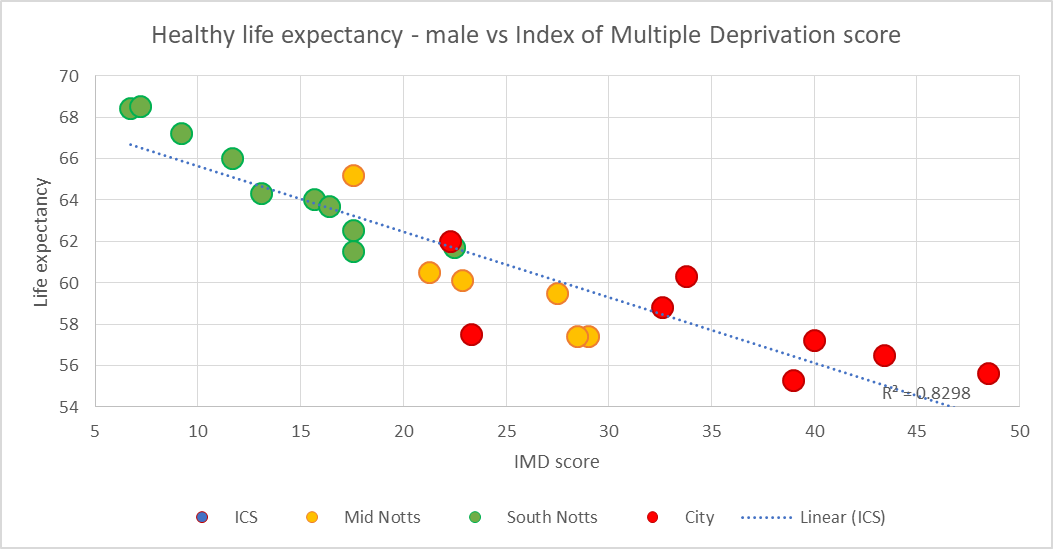 Healthy life expectancy - male vs Index of Multiple Deprivation score
Life expectancy
70
68
66
64
62
60
58
56
54
R² = 0.8298
5 10 15 20 25 30 35 40 45 50
IMD score
ICS Mid Notts South Notts City Linear (ICS)